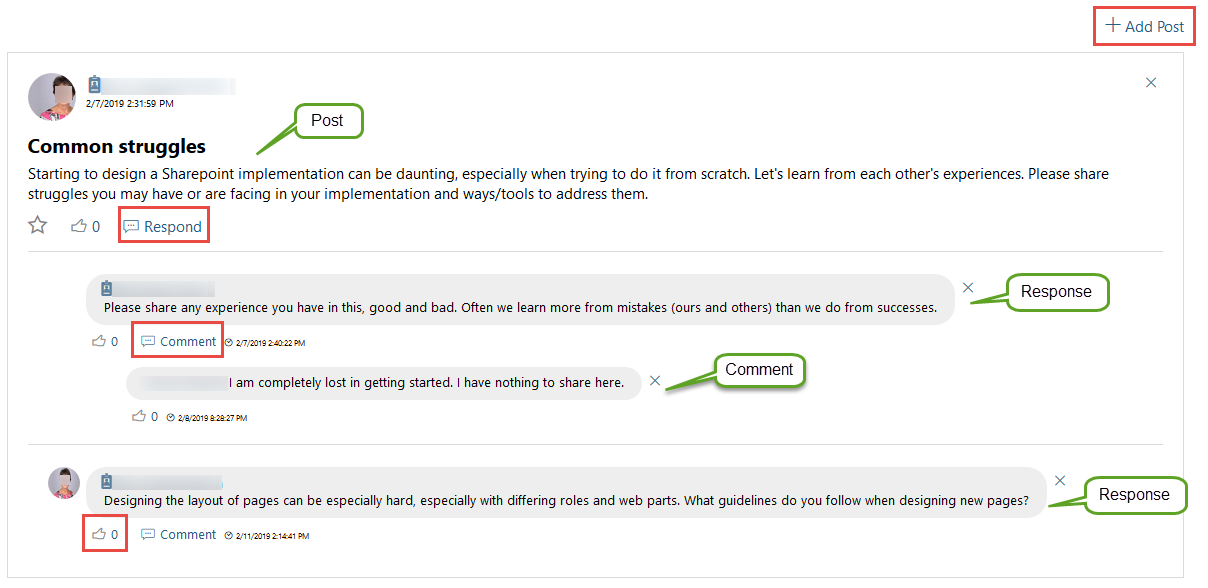 + Add Post
2/7/2019 2:31:59 PM
Post
Common struggles
Starting to design a Sharepoint implementation can be daunting, especially when trying to do it from scratch. Let's learn from each other's experiences. Please share
struggles you may have or are facing in your implementation and ways/tools to address them.
0 Respond
Response
Please share any experience you have in this, good and bad. Often we learn more from mistakes (ours and others) than we do from successes.
0 Comment 2/7/2019 2:40:22 PM
Comment
I am completely lost in getting started. I have nothing to share here.
0 2/8/2019 8:28:27 PM
Response
Designing the layout of pages can be especially hard, especially with differing roles and web parts. What guidelines do you follow when designing new pages?
0 Comment 2/11/2019 2:14:41 PM